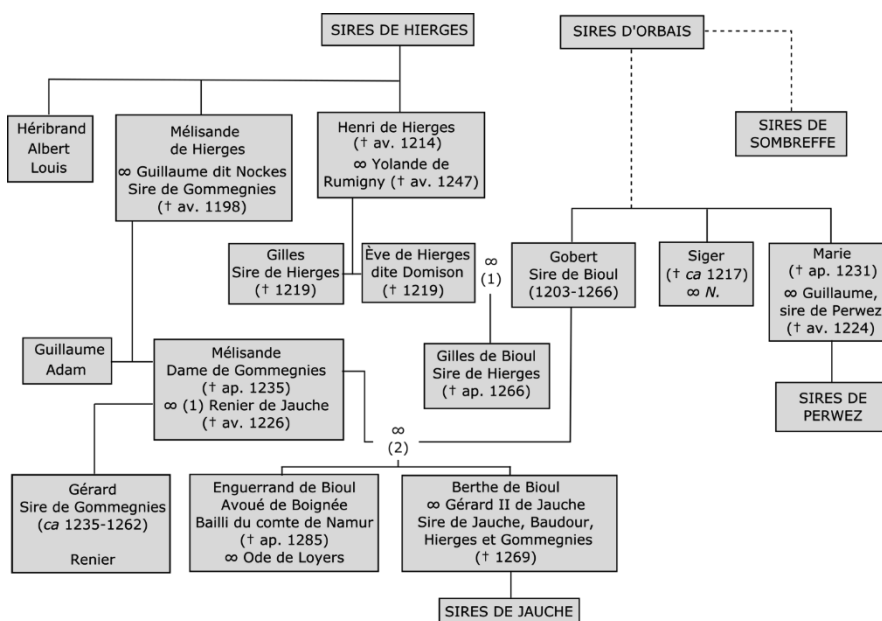 SIRES DE HIERGES
SIRES D'ORBAIS
SIRES DE
SOMBREFFE
Héribrand
Albert
Louis
Mélisande
de Hierges
∞ Guillaume dit Nockes
Sire de Gommegnies
(† av. 1198)
Henri de Hierges
(† av. 1214)
∞ Yolande de
Rumigny († av. 1247)
Gilles
Sire de Hierges
(† 1219)
Ève de Hierges
dite Domison
(† 1219)
∞
(1)
Gobert
Sire de Bioul
(1203-1266)
Siger
(† ca 1217)
∞ N.
Marie
(† ap. 1231)
∞ Guillaume,
sire de Perwez
(† av. 1224)
Guillaume
Adam
Mélisande
Dame de Gommegnies
(† ap. 1235)
∞ (1) Renier de Jauche
(† av. 1226)
Gilles de Bioul
Sire de Hierges
(† ap. 1266)
SIRES DE
PERWEZ
∞
(2)
Gérard
Sire de Gommegnies
(ca 1235-1262)
Renier
Enguerrand de Bioul
Avoué de Boignée
Bailli du comte de Namur
(† ap. 1285)
∞ Ode de Loyers
Berthe de Bioul
∞ Gérard II de Jauche
Sire de Jauche, Baudour,
Hierges et Gommegnies
(† 1269)
SIRES DE JAUCHE